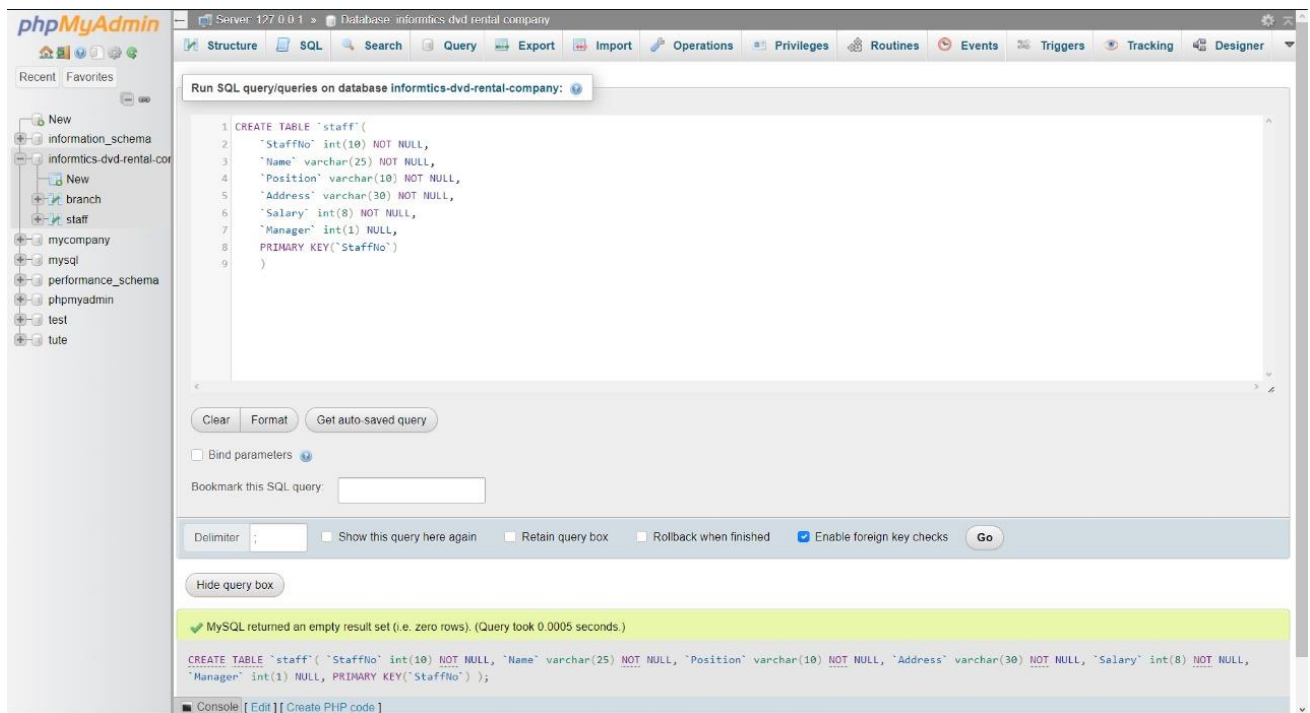 phpMyAdmin
Recent Favorites
New
information_schema
informtics-dvd-rental-cor
New
branch
staff
mycompany
mysql
performance_schema
phpmyadmin
test
tute
Server: 127.0.0.1 » Database: informtics dvd rental company
Structure SQL Search Query Export Import Operations Privileges Routines Events Triggers Tracking Designer
Run SQL query/queries on database informtics-dvd-rental-company:
1 CREATE TABLE `staff`(
2 `StaffNo` int(10) NOT NULL,
3 `Name` varchar(25) NOT NULL,
4 `Position` varchar(10) NOT NULL,
5 `Address` varchar(30) NOT NULL,
6 `Salary` int(8) NOT NULL,
7 `Manager` int(1) NULL,
8 PRIMARY KEY(`StaffNo`)
9 )
Clear Format Get auto-saved query
Bind parameters
Bookmark this SQL query:
Delimiter ; Show this query here again Retain query box Rollback when finished Enable foreign key checks Go
Hide query box
MySQL returned an empty result set (i.e. zero rows). (Query took 0.0005 seconds.)
CREATE TABLE `staff`( `StaffNo` int(10) NOT NULL, `Name` varchar(25) NOT NULL, `Position` varchar(10) NOT NULL, `Address` varchar(30) NOT NULL, `Salary` int(8) NOT NULL,
`Manager` int(1) NULL, PRIMARY KEY(`StaffNo`) );
Console [ Edit ] [ Create PHP code ]